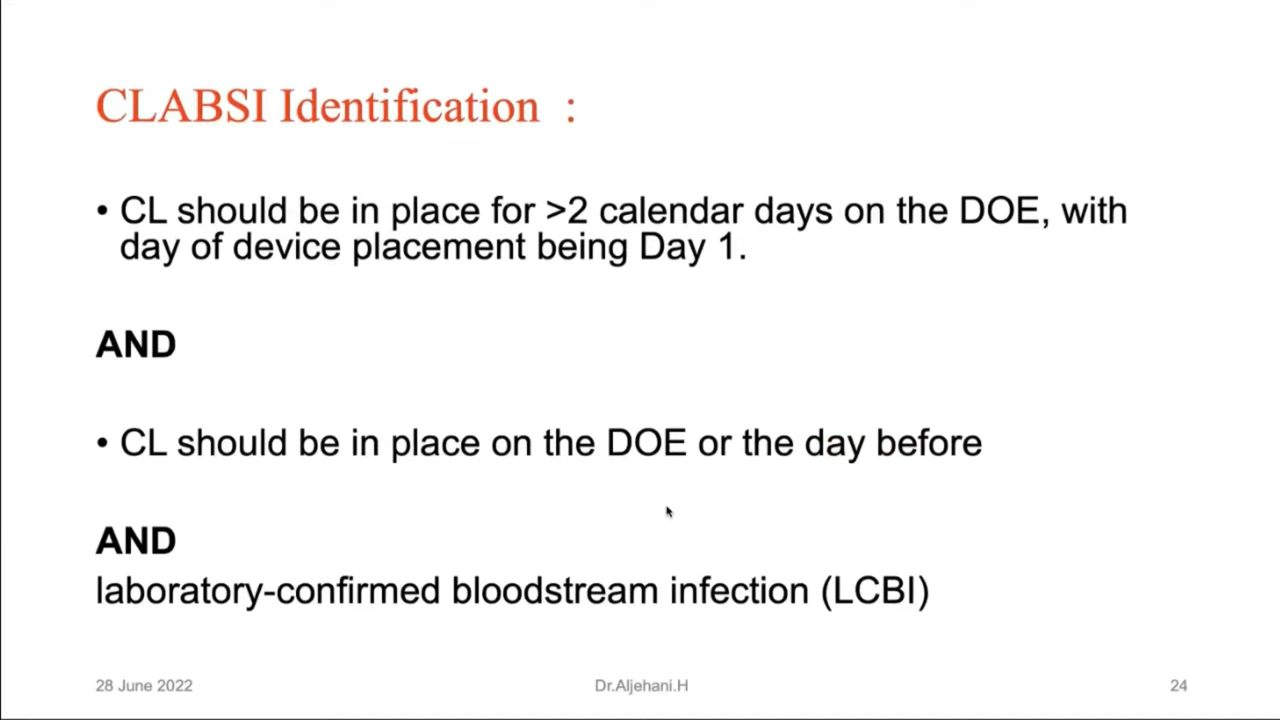 CLABSI Identification :
• CL should be in place for >2 calendar days on the DOE, with
day of device placement being Day 1.
AND
• CL should be in place on the DOE or the day before
AND
laboratory-confirmed bloodstream infection (LCBI)
28 June 2022 Dr.Aljehani.H 24